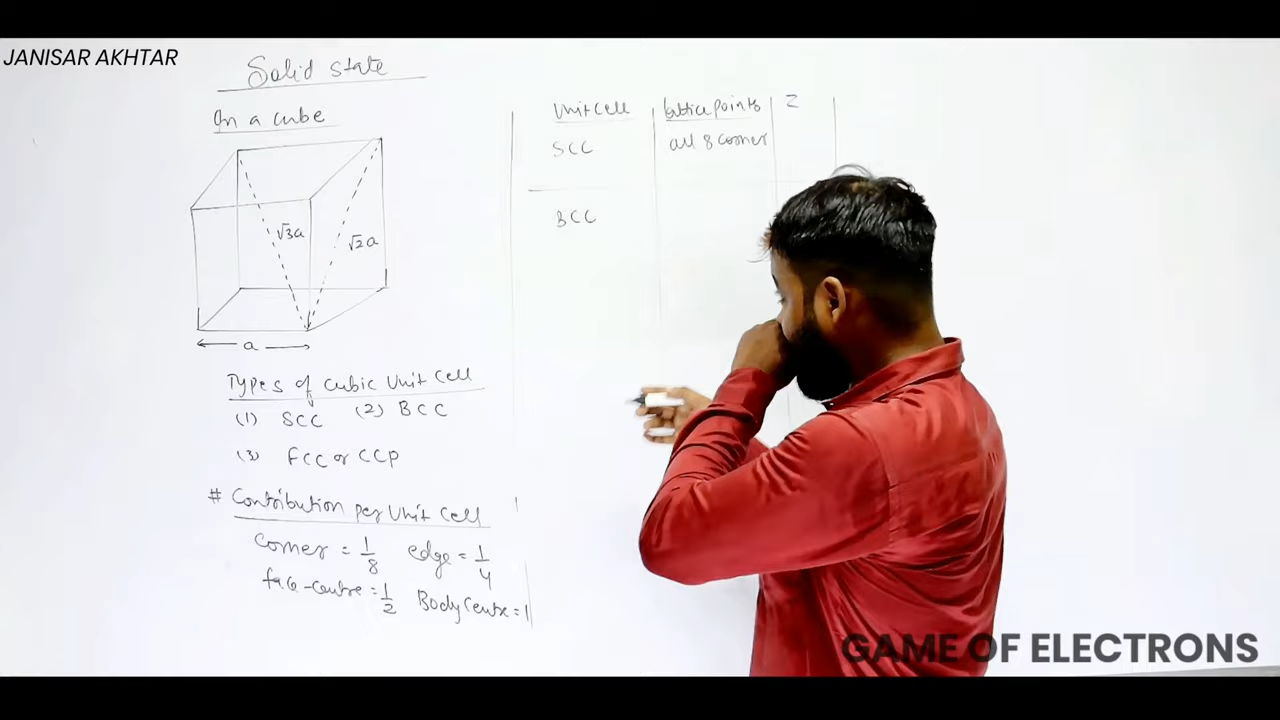 JANISAR AKHTAR
Solid state
In a cube
√3a
√2a
a
Types of cubic Unit Cell
(1) SCC (2) BCC
(3) FCC or CCP
# Contribution per Unit Cell
Corner = 1/8 edge = 1/4
face-centre = 1/2 Body Centre = 1
Unit Cell lattice points Z
SCC all 8 corner
BCC
GAME OF ELECTRONS